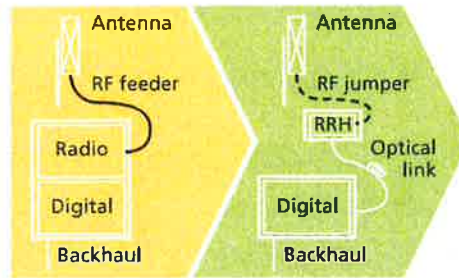 Antenna
RF feeder
Radio
Digital
Backhaul
Antenna
RF jumper
RRH
Optical
link
Digital
Backhaul